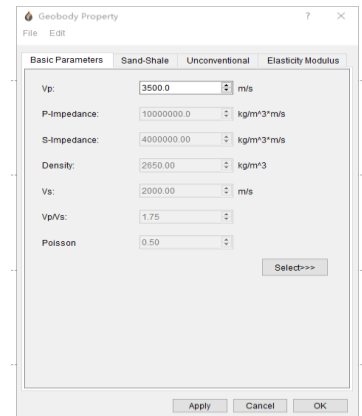 Geobody Property ? ×
File Edit
Basic Parameters Sand-Shale Unconventional Elasticity Modulus
Vp: 3500.0 m/s
P-Impedance: 10000000.0 kg/m^3*m/s
S-Impedance: 4000000.00 kg/m^3*m/s
Density: 2650.00 kg/m^3
Vs: 2000.00 m/s
Vp/Vs: 1.75
Poisson 0.50
Select>>>
Apply Cancel OK